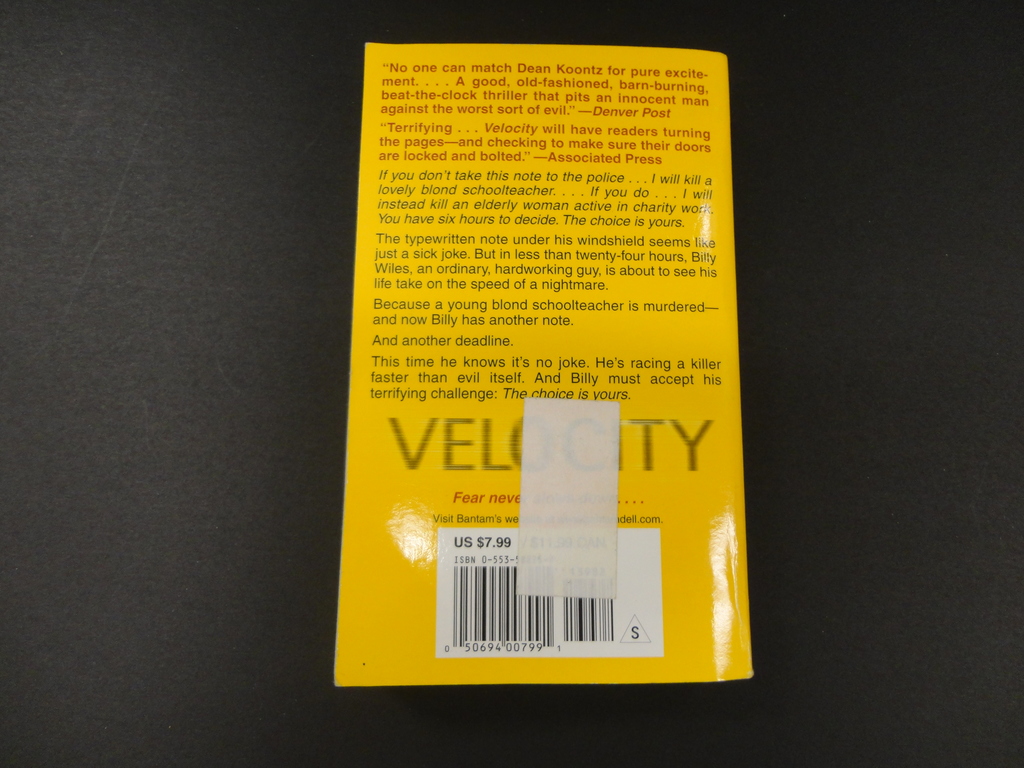 “No one can match Dean Koontz for pure excite-
ment. . . . A good, old-fashioned, barn-burning,
beat-the-clock thriller that pits an innocent man
against the worst sort of evil.” —Denver Post
“Terrifying . . . Velocity will have readers turning
the pages—and checking to make sure their doors
are locked and bolted.” —Associated Press
If you don’t take this note to the police . . . I will kill a
lovely blond schoolteacher. . . . If you do . . . I will
instead kill an elderly woman active in charity work.
You have six hours to decide. The choice is yours.
The typewritten note under his windshield seems like
just a sick joke. But in less than twenty-four hours, Billy
Wiles, an ordinary, hardworking guy, is about to see his
life take on the speed of a nightmare.
Because a young blond schoolteacher is murdered—
and now Billy has another note.
And another deadline.
This time he knows it’s no joke. He’s racing a killer
faster than evil itself. And Billy must accept his
terrifying challenge: The choice is yours.
VELOCITY
Fear . . . .
Visit Bantam’s
US $7.99 / $11.99 CAN
ISBN 0-553-
0 50694 00799 1
S